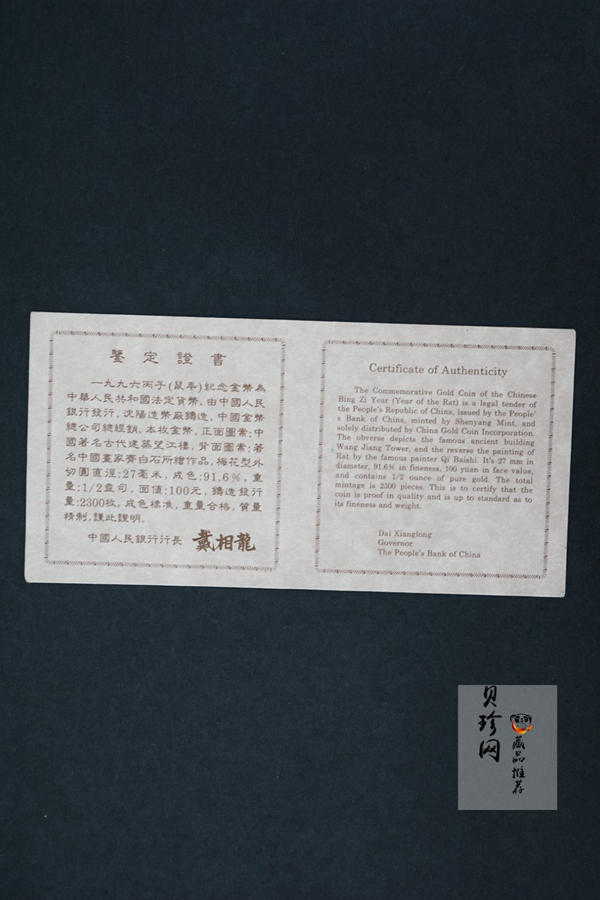 鑒定證書
一九九六丙子(鼠年)紀念金幣為
中華人民共和國法定貨幣,由中國人民
銀行發行,沈陽造幣廠鑄造,中國金幣
總公司總經銷。本枚金幣,正面圖案:中
國著名古代建築望江樓,背面圖案:著
名中國畫家齊白石所繪作品,梅花型外
切圓直徑:27毫米,成色:91.6%,重
量:1/2盎司,面值:100元,鑄造發行
量:2300枚。成色標準,重量合格,質量
精制,謹此證明。
中國人民銀行行長 戴相龍
Certificate of Authenticity
The Commemorative Gold Coin of the Chinese
Bing Zi Year (Year of the Rat) is a legal tender of
the People's Republic of China, issued by the People'
s Bank of China, minted by Shenyang Mint, and
solely distributed by China Gold Coin Incorporation.
The obverse depicts the famous ancient building
Wang Jiang Tower, and the reverse the painting of
Rat by the famous painter Qi Baishi. It's 27 mm in
diameter, 91.6% in fineness, 100 yuan in face value,
and contains 1/2 ounce of pure gold. The total
mintage is 2300 pieces. This is to certify that the
coin is proof in quality and is up to standard as to
its fineness and weight.
Dai Xianglong
Governor
The People's Bank of China
贝珍网
藏品推荐